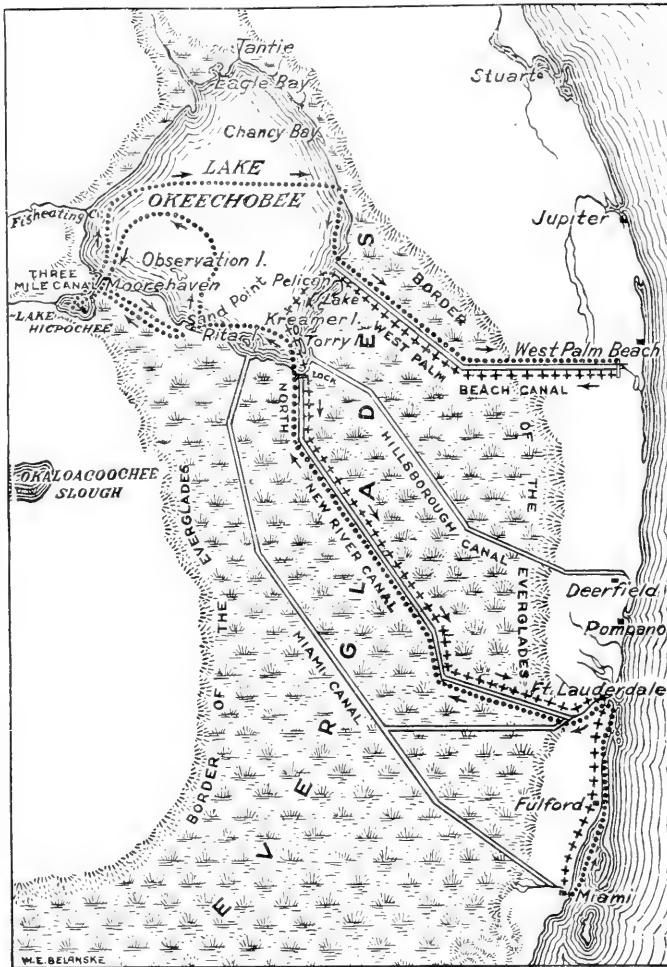 Tantie
Eagle Bay
Stuart
Chancy Bay
LAKE
OKEECHOBEE
Fisheating C.
Jupiter
Observation I.
THREE
MILE CANAL
Moorehaven
Sand Point
Pelican
Lake
LAKE
HICPOCHEE
Rita
Kreamer I.
Torry I.
LOCK
WEST PALM
BEACH CANAL
West Palm Beach
BORDER OF THE EVERGLADES
NORTH NEW RIVER CANAL
HILLSBOROUGH CANAL
OKALOACOOCHEE
SLOUGH
Deerfield
Pompano
Ft. Lauderdale
MIAMI CANAL
BORDER OF THE EVERGLADES
EVERGLADES
Fulford
Miami
W.E. BELANSKE